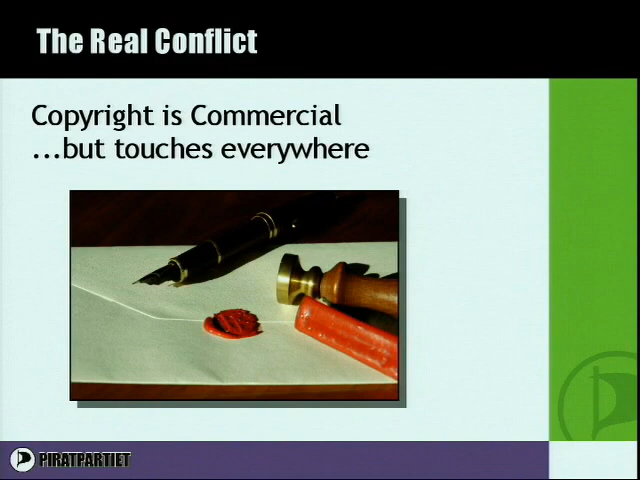 The Real Conflict
Copyright is Commercial
...but touches everywhere
PIRATPARTIET